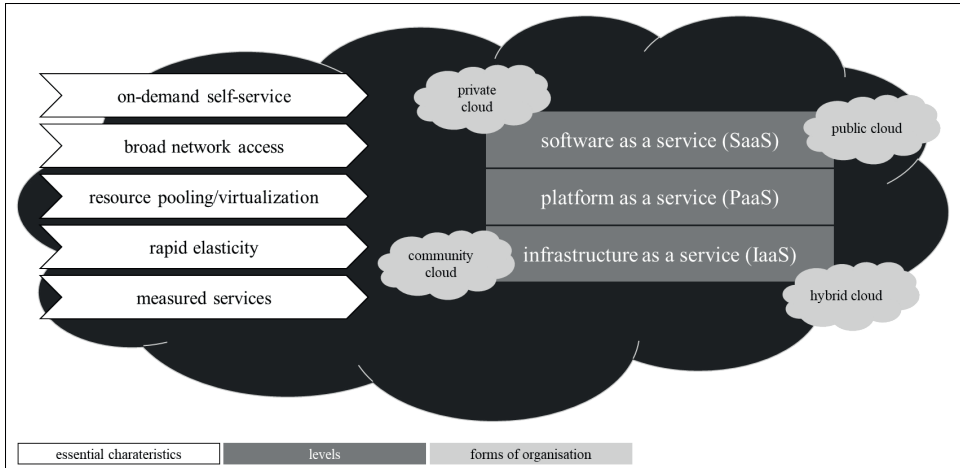 on-demand self-service
broad network access
resource pooling/virtualization
rapid elasticity
measured services
private
cloud
public cloud
software as a service (SaaS)
platform as a service (PaaS)
infrastructure as a service (IaaS)
community
cloud
hybrid cloud
essential charateristics
levels
forms of organisation